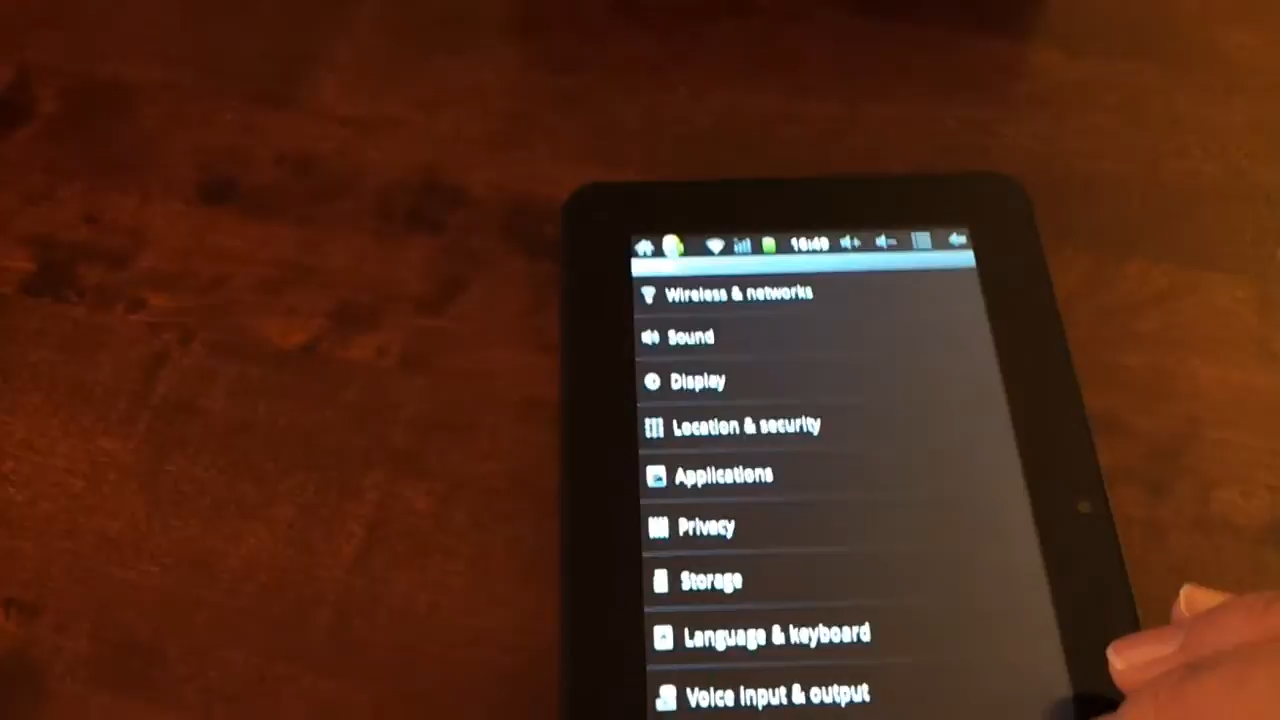 16:49
Wireless & networks
Sound
Display
Location & security
Applications
Privacy
Storage
Language & keyboard
Voice input & output